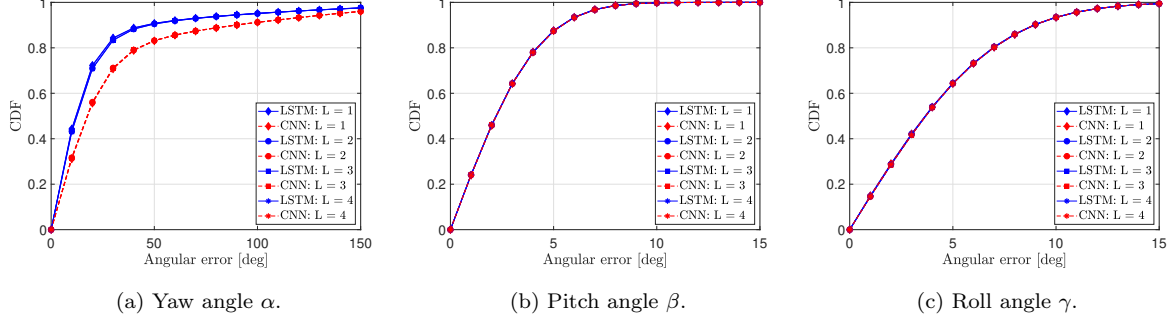 1
0.8
0.6
0.4
0.2
0
CDF
0 50 100 150
Angular error [deg]
LSTM: L = 1
CNN: L = 1
LSTM: L = 2
CNN: L = 2
LSTM: L = 3
CNN: L = 3
LSTM: L = 4
CNN: L = 4
(a) Yaw angle α.
1
0.8
0.6
0.4
0.2
0
CDF
0 5 10 15
Angular error [deg]
LSTM: L = 1
CNN: L = 1
LSTM: L = 2
CNN: L = 2
LSTM: L = 3
CNN: L = 3
LSTM: L = 4
CNN: L = 4
(b) Pitch angle β.
1
0.8
0.6
0.4
0.2
0
CDF
0 5 10 15
Angular error [deg]
LSTM: L = 1
CNN: L = 1
LSTM: L = 2
CNN: L = 2
LSTM: L = 3
CNN: L = 3
LSTM: L = 4
CNN: L = 4
(c) Roll angle γ.